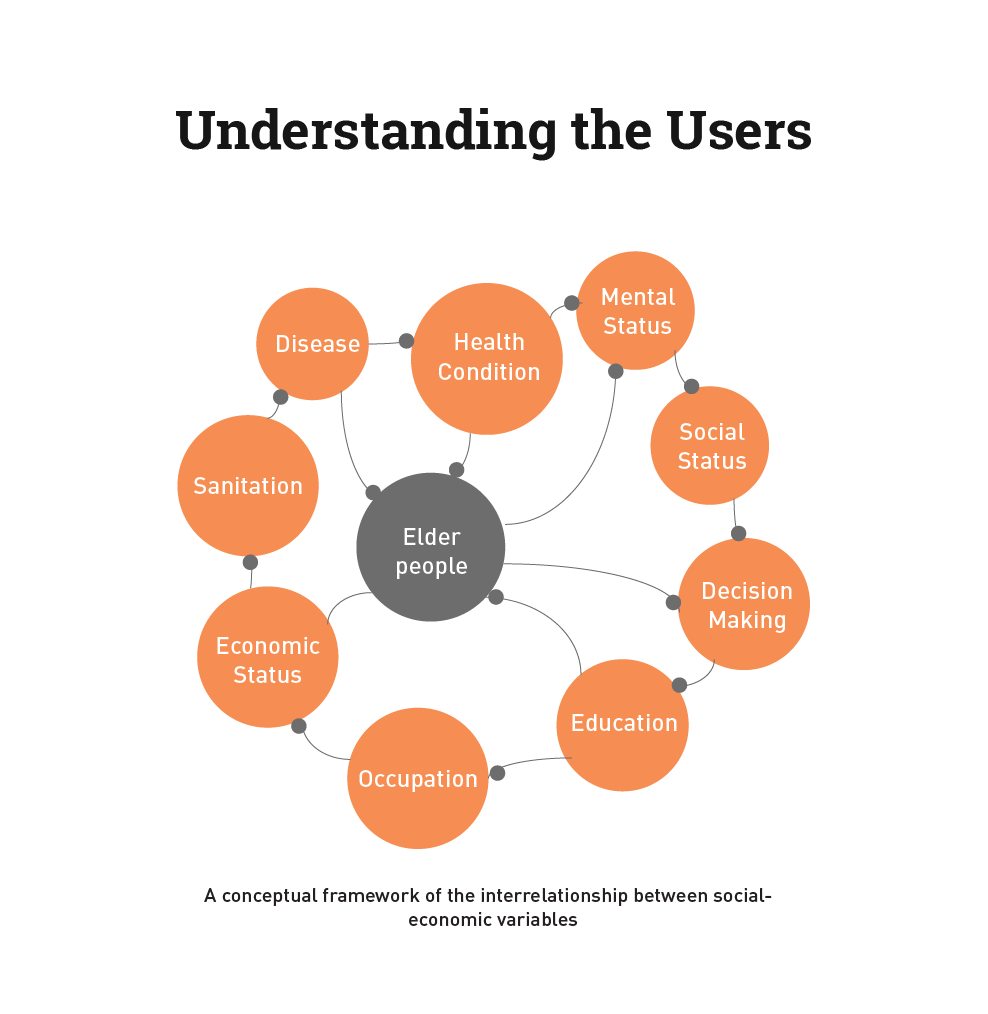 Understanding the Users
Mental
Status
Disease
Health
Condition
Social
Status
Sanitation
Elder
people
Decision
Making
Economic
Status
Education
Occupation
A conceptual framework of the interrelationship between social-
economic variables